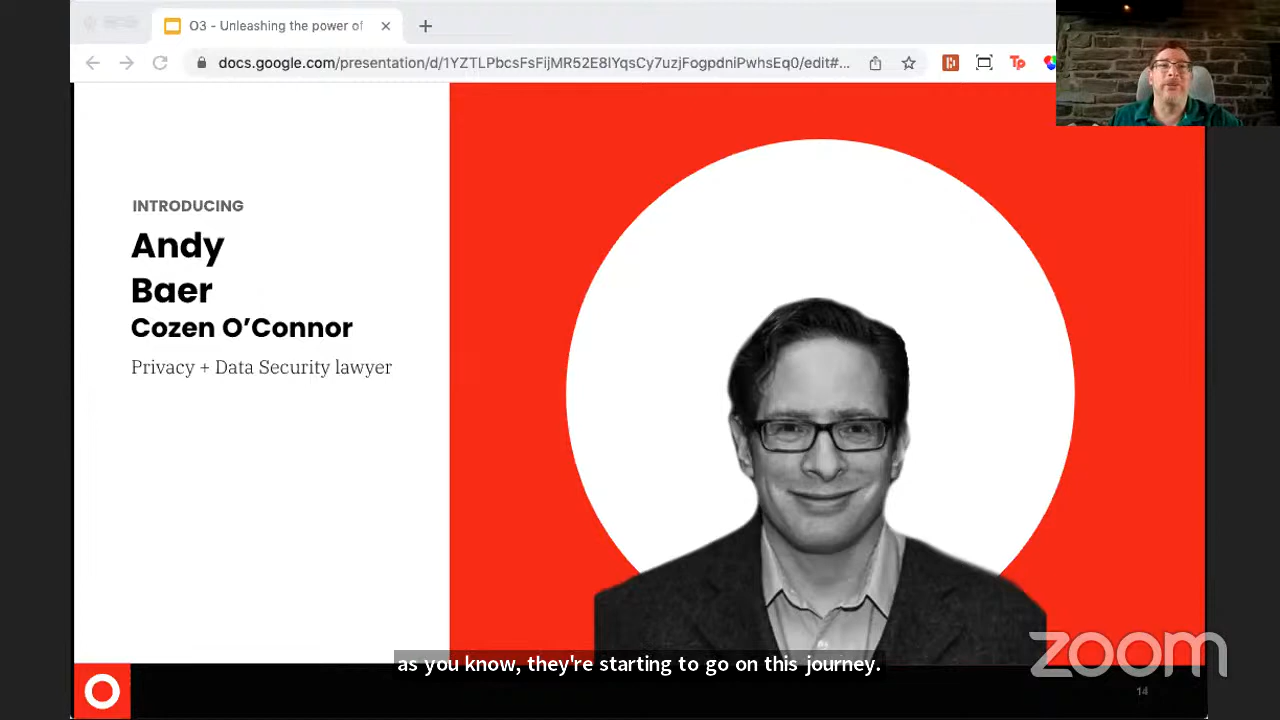 O3 - Unleashing the power of
docs.google.com/presentation/d/1YZTLPbcsFsFijMR52E8lYqsCy7uzjFogpdniPwhsEq0/edit#...
Tp
INTRODUCING
Andy
Baer
Cozen O’Connor
Privacy + Data Security lawyer
as you know, they're starting to go on this journey.
zoom
14